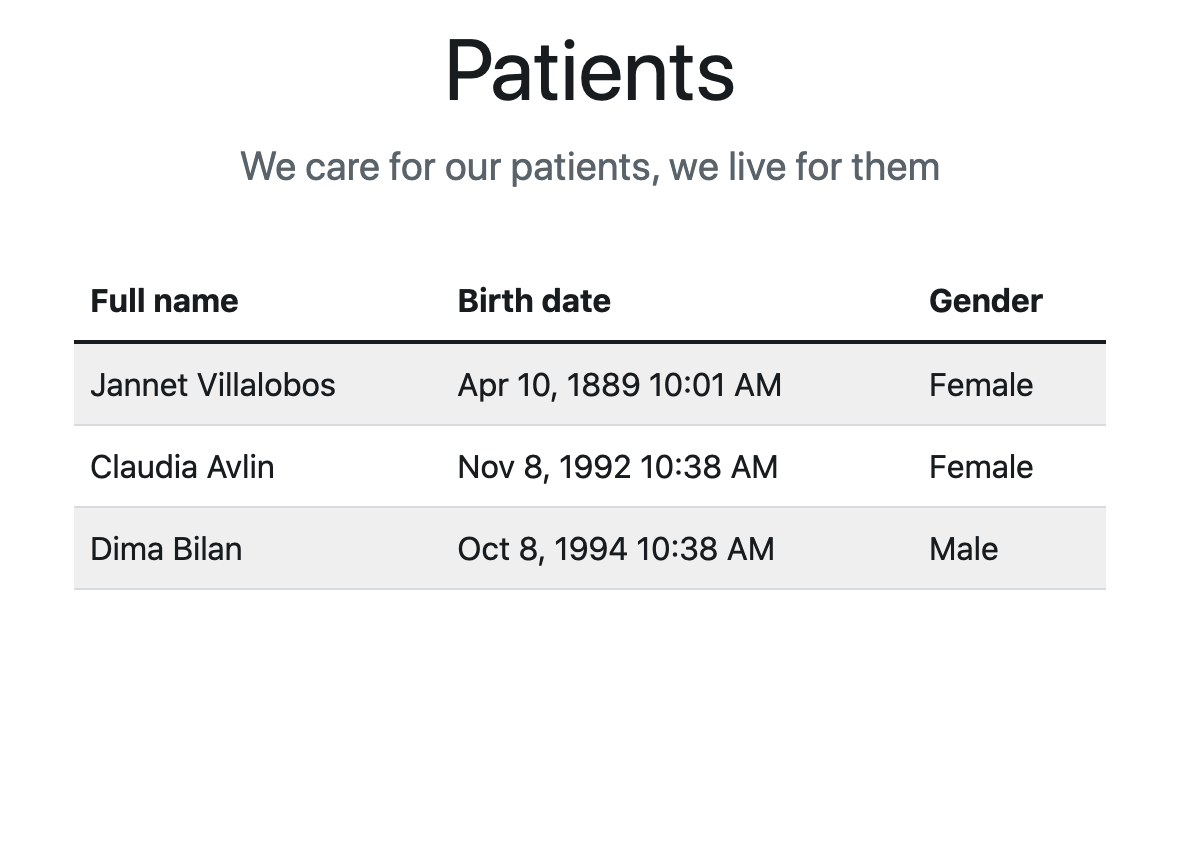 Patients
We care for our patients, we live for them
Full name Birth date Gender
Jannet Villalobos Apr 10, 1889 10:01 AM Female
Claudia Avlin Nov 8, 1992 10:38 AM Female
Dima Bilan Oct 8, 1994 10:38 AM Male